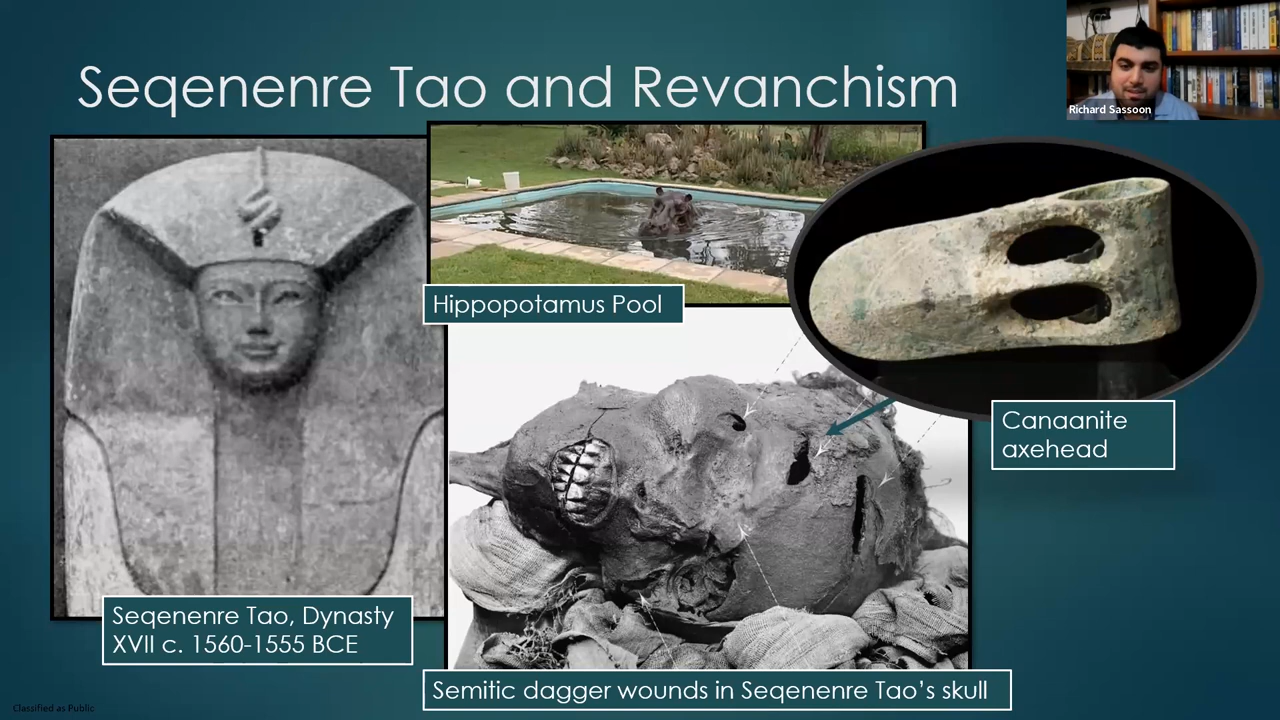 Seqenenre Tao and Revanchism
Richard Sassoon
Hippopotamus Pool
Canaanite
axehead
Seqenenre Tao, Dynasty
XVII c. 1560-1555 BCE
Semitic dagger wounds in Seqenenre Tao's skull
Classified as Public